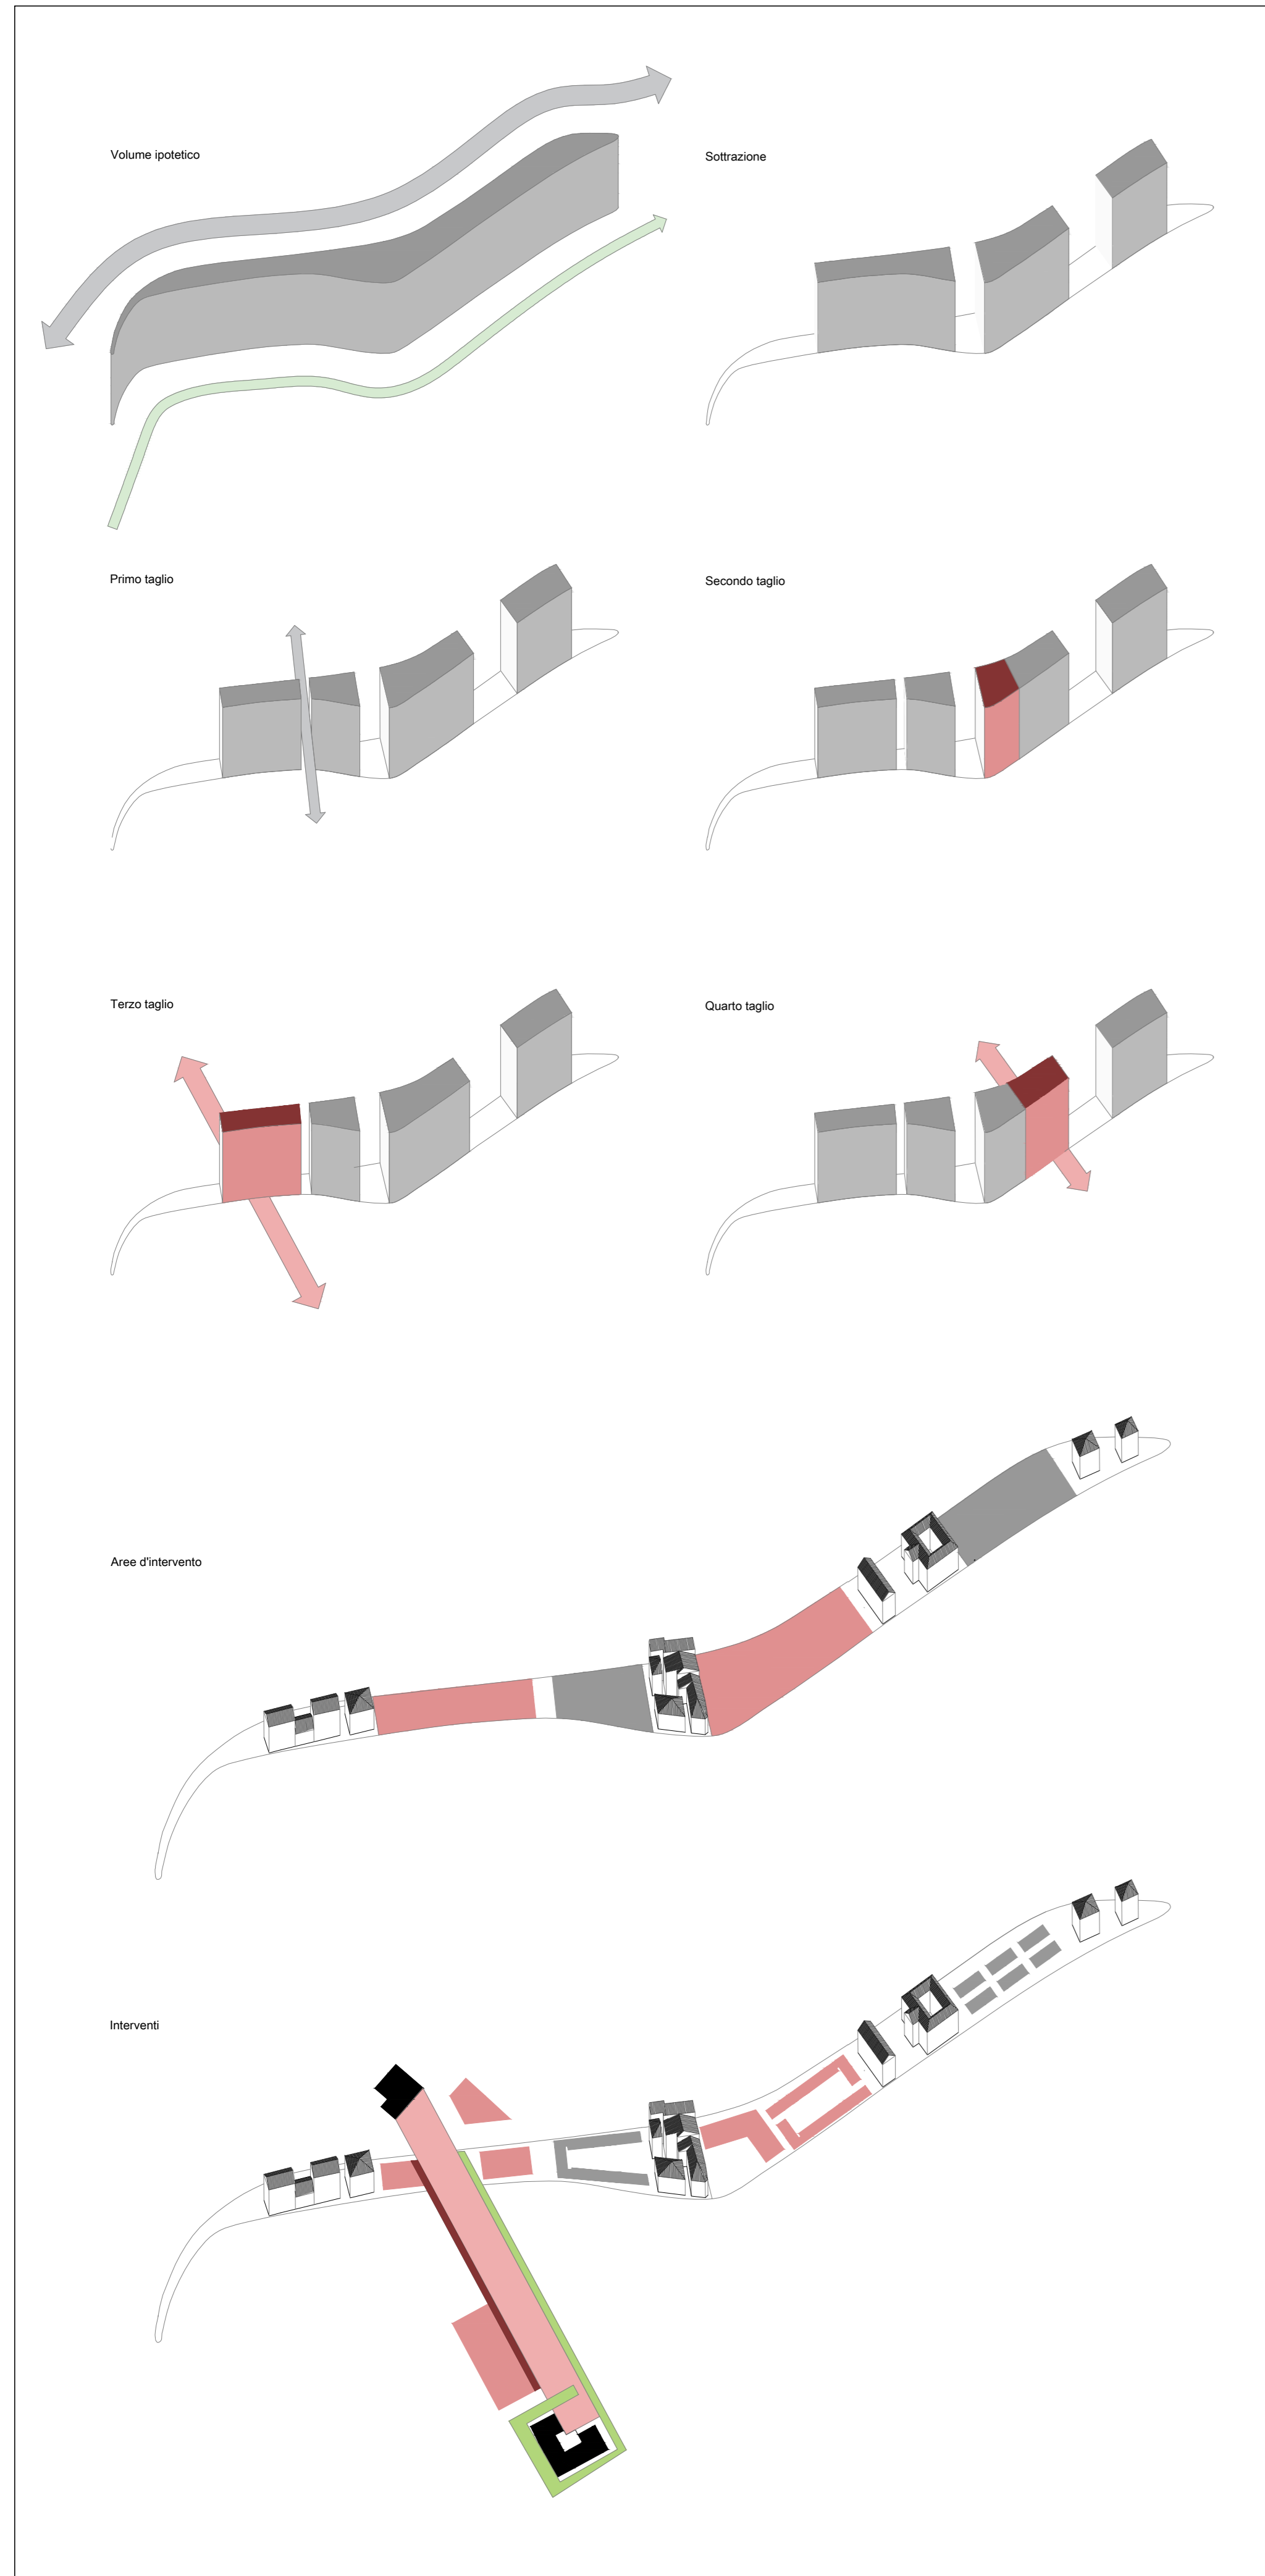 Volume ipotetico
Sottrazione
Primo taglio
Secondo taglio
Terzo taglio
Quarto taglio
Aree d'intervento
Interventi